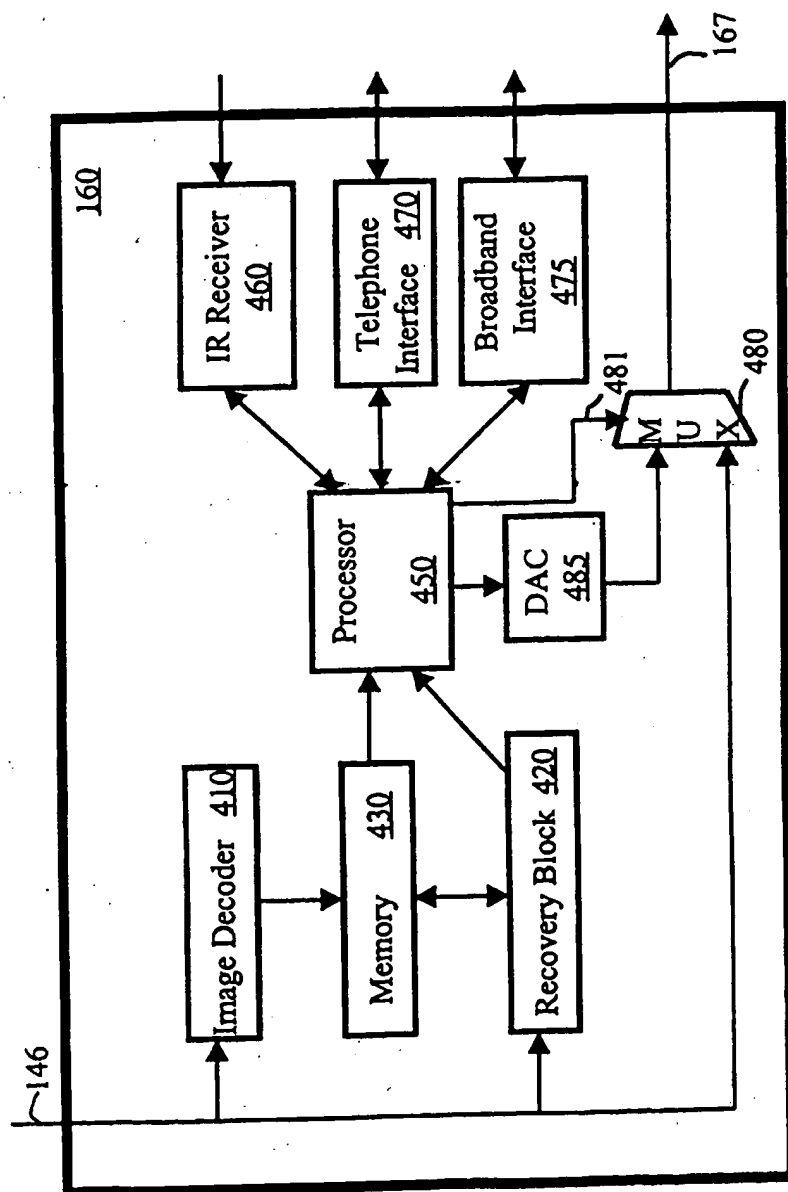 146
160
Image Decoder 410
Memory 430
Recovery Block 420
Processor
450
DAC
485
IR Receiver
460
Telephone
Interface 470
Broadband
Interface
475
481
M
U
X
480
167